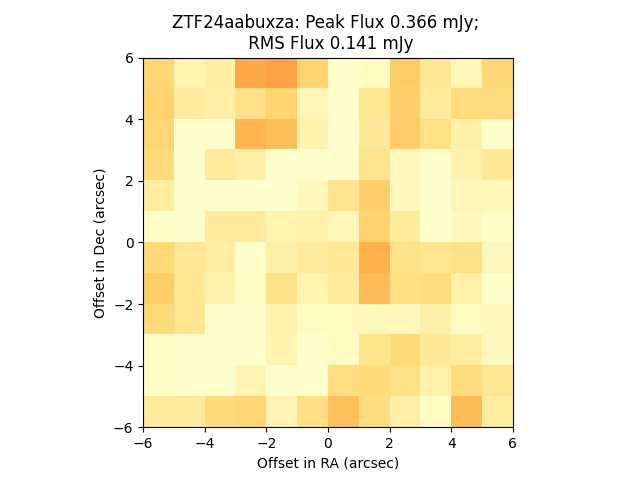 ZTF24aabuxza: Peak Flux 0.366 mJy;
RMS Flux 0.141 mJy
6
4
2
0
−2
−4
−6
Offset in Dec (arcsec)
−6 −4 −2 0 2 4 6
Offset in RA (arcsec)